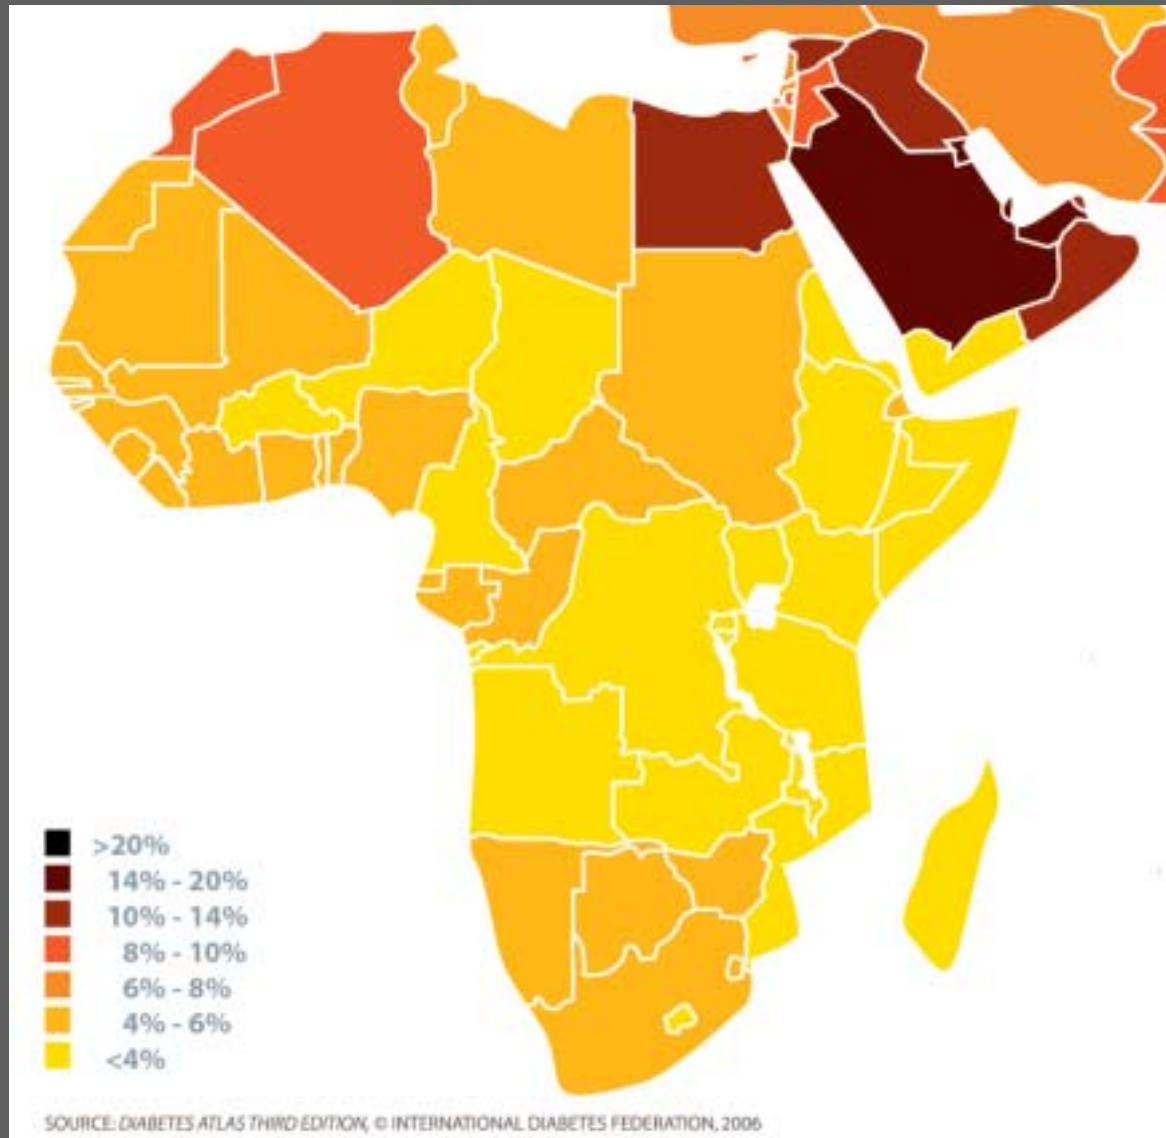 >20%
14% - 20%
10% - 14%
8% - 10%
6% - 8%
4% - 6%
<4%
SOURCE: DIABETES ATLAS THIRD EDITION, © INTERNATIONAL DIABETES FEDERATION, 2006